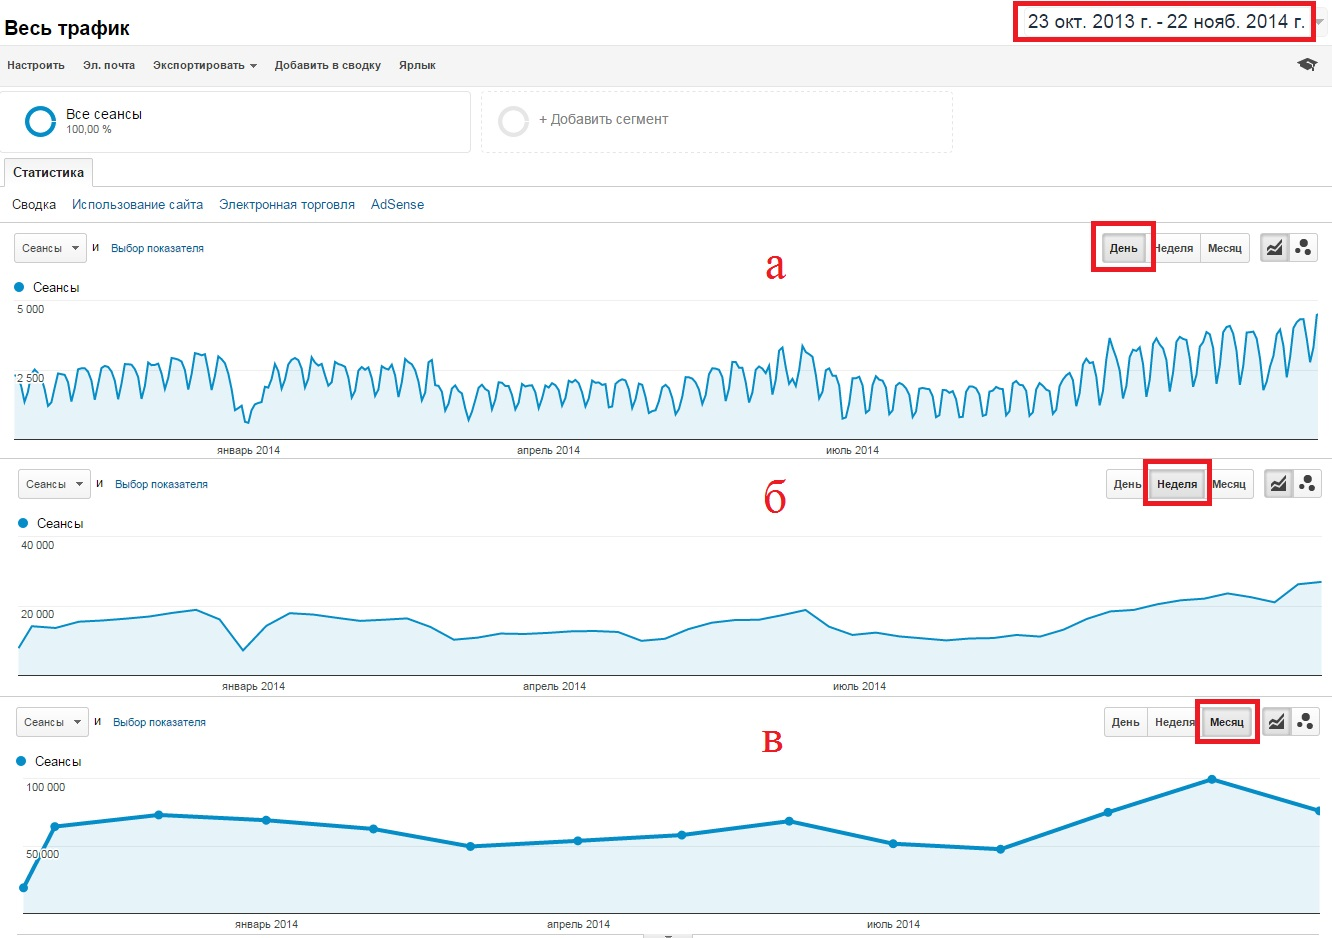 Весь трафик
23 окт. 2013 г. - 22 нояб. 2014 г.
Настроить Эл. почта Экспортировать Добавить в сводку Ярлык
Все сеансы
100,00 %
+ Добавить сегмент
Статистика
Сводка Использование сайта Электронная торговля AdSense
Сеансы и Выбор показателя
а
День Неделя Месяц
Сеансы
5 000
2 500
январь 2014 апрель 2014 июль 2014
Сеансы и Выбор показателя
б
День Неделя Месяц
Сеансы
40 000
20 000
январь 2014 апрель 2014 июль 2014
Сеансы и Выбор показателя
в
День Неделя Месяц
Сеансы
100 000
50 000
январь 2014 апрель 2014 июль 2014